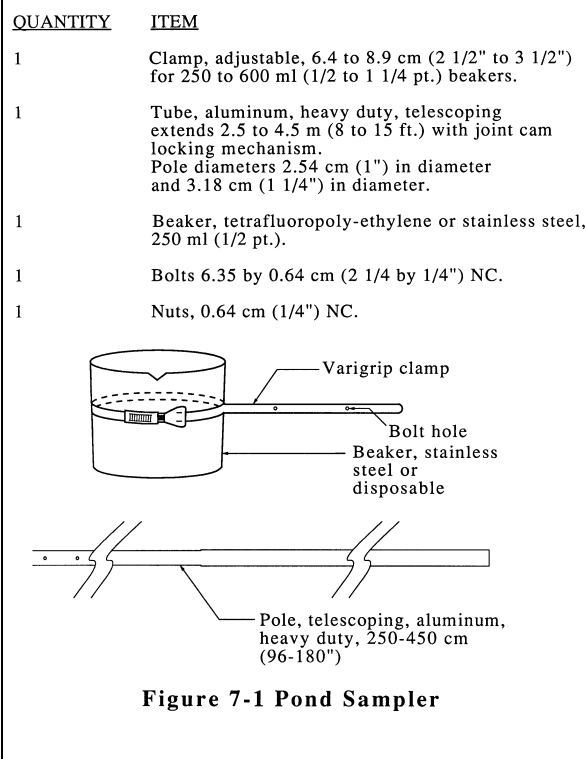 QUANTITY ITEM
1 Clamp, adjustable, 6.4 to 8.9 cm (2 1/2" to 3 1/2")
for 250 to 600 ml (1/2 to 1 1/4 pt.) beakers.
1 Tube, aluminum, heavy duty, telescoping
extends 2.5 to 4.5 m (8 to 15 ft.) with joint cam
locking mechanism.
Pole diameters 2.54 cm (1") in diameter
and 3.18 cm (1 1/4") in diameter.
1 Beaker, tetrafluoropoly-ethylene or stainless steel,
250 ml (1/2 pt.).
1 Bolts 6.35 by 0.64 cm (2 1/4 by 1/4") NC.
1 Nuts, 0.64 cm (1/4") NC.
Varigrip clamp
Bolt hole
Beaker, stainless
steel or
disposable
Pole, telescoping, aluminum,
heavy duty, 250-450 cm
(96-180")
Figure 7-1 Pond Sampler